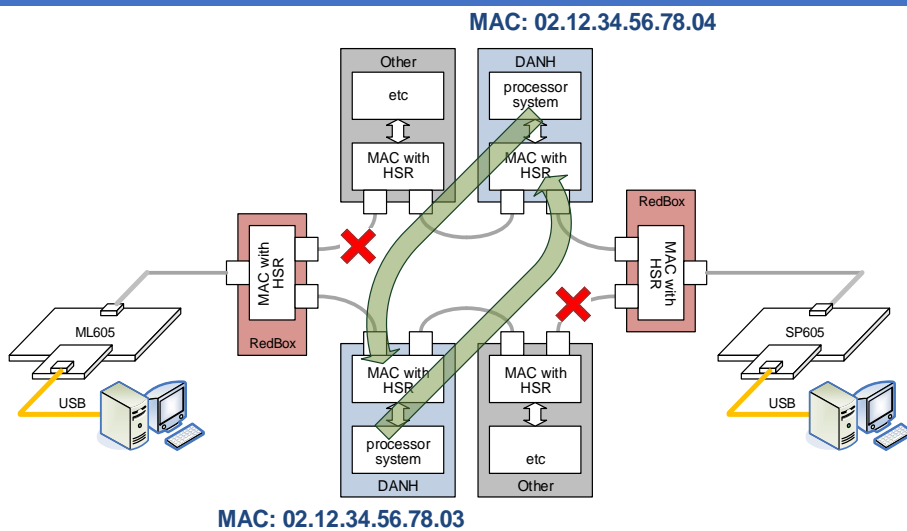 MAC: 02.12.34.56.78.04
Other
etc
MAC with
HSR
DANH
processor
system
MAC with
HSR
RedBox
MAC with
HSR
MAC with
HSR
RedBox
ML605
USB
SP605
USB
MAC with
HSR
processor
system
DANH
MAC with
HSR
etc
Other
MAC: 02.12.34.56.78.03